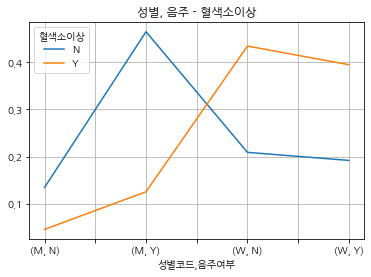 성별, 음주 - 혈색소이상
혈색소이상
N
Y
0,4
0,3
0,2
0,1
(M, N) (M, Y) (W, N) (W, Y)
성별코드,음주여부